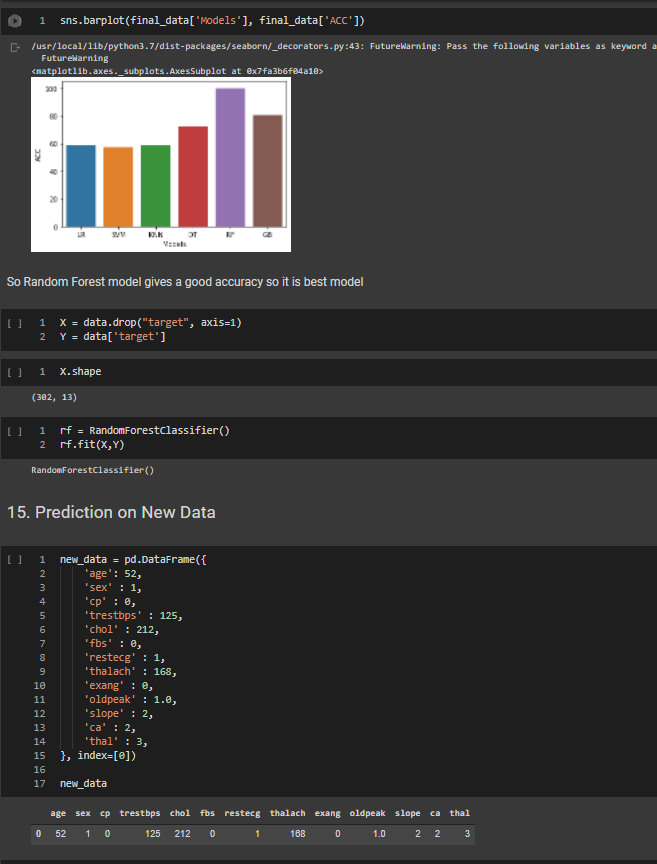 1 sns.barplot(final_data['Models'], final_data['ACC'])
/usr/local/lib/python3.7/dist-packages/seaborn/_decorators.py:43: FutureWarning: Pass the following variables as keyword a
FutureWarning
<matplotlib.axes._subplots.AxesSubplot at 0x7fa3b6f04a10>
100
80
60
40
20
0
ACC
LR SVM KNN DT RF GB
Models
So Random Forest model gives a good accuracy so it is best model
[ ] 1 X = data.drop("target", axis=1)
2 Y = data['target']
[ ] 1 X.shape
(302, 13)
[ ] 1 rf = RandomForestClassifier()
2 rf.fit(X,Y)
RandomForestClassifier()
15. Prediction on New Data
[ ] 1 new_data = pd.DataFrame({
2 'age': 52,
3 'sex' : 1,
4 'cp' : 0,
5 'trestbps' : 125,
6 'chol' : 212,
7 'fbs' : 0,
8 'restecg' : 1,
9 'thalach' : 168,
10 'exang' : 0,
11 'oldpeak' : 1.0,
12 'slope' : 2,
13 'ca' : 2,
14 'thal' : 3,
15 }, index=[0])
16
17 new_data
age sex cp trestbps chol fbs restecg thalach exang oldpeak slope ca thal
0 52 1 0 125 212 0 1 168 0 1.0 2 2 3